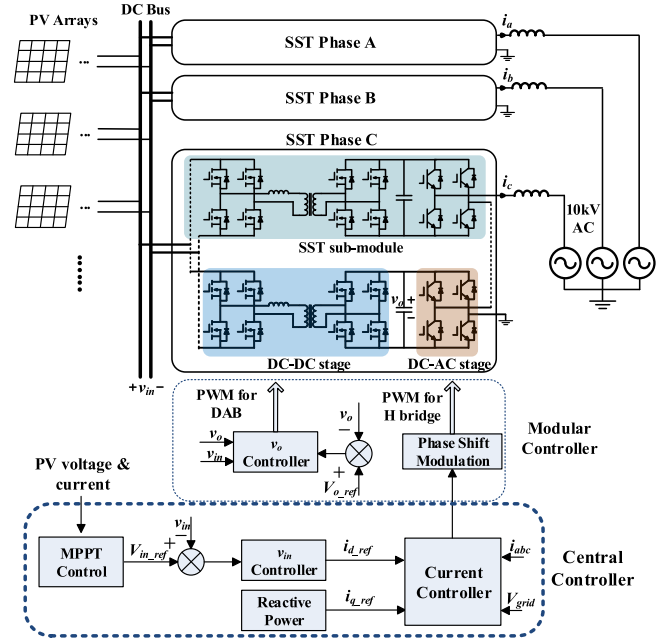 PV Arrays
DC Bus
SST Phase A
i_a
SST Phase B
i_b
SST Phase C
i_c
10kV
AC
SST sub-module
v_o
+
−
DC-DC stage
DC-AC stage
+ v_in −
PWM for
DAB
PWM for
H bridge
Modular
Controller
v_o
v_in
v_o
Controller
v_o
−
+
V_o_ref
Phase Shift
Modulation
PV voltage &
current
MPPT
Control
V_in_ref
+
v_in
−
v_in
Controller
i_d_ref
Reactive
Power
i_q_ref
Current
Controller
i_abc
V_grid
Central
Controller